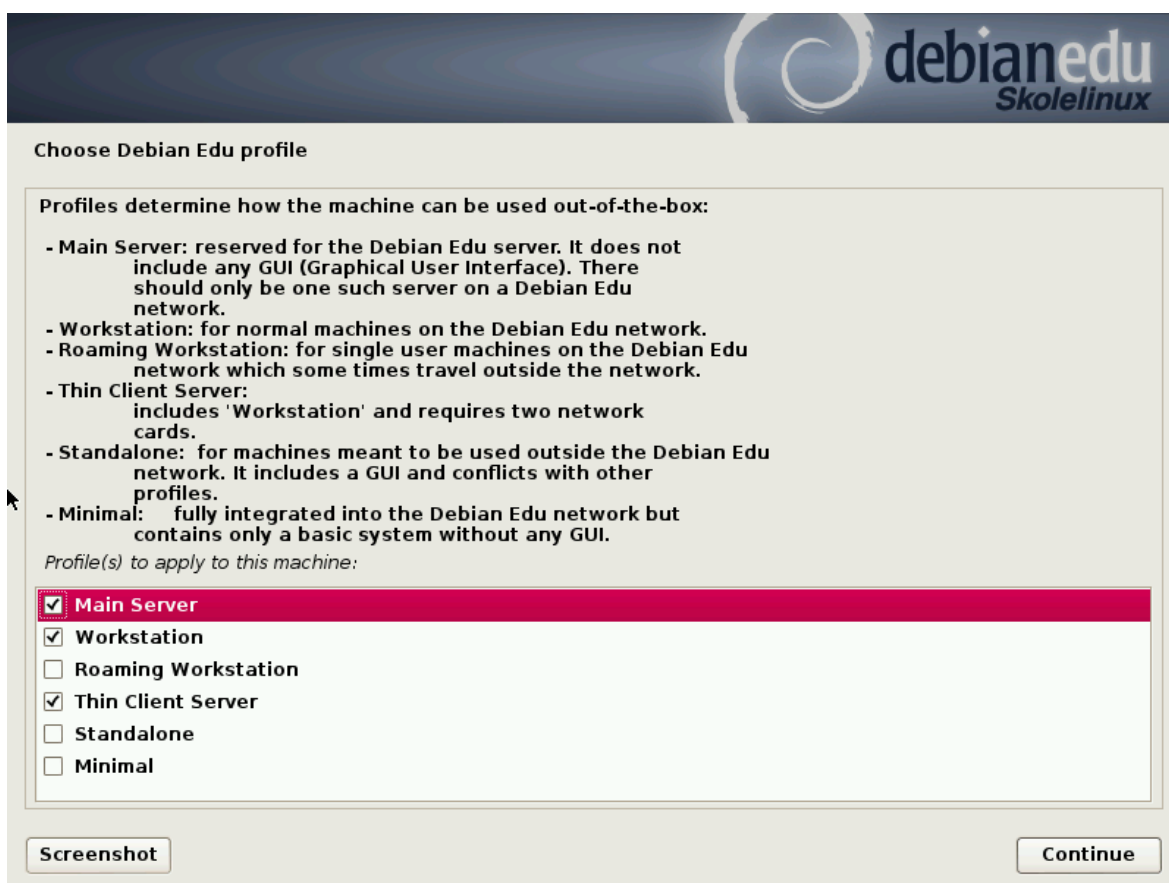 debianedu
Skolelinux
Choose Debian Edu profile
Profiles determine how the machine can be used out-of-the-box:
- Main Server: reserved for the Debian Edu server. It does not
include any GUI (Graphical User Interface). There
should only be one such server on a Debian Edu
network.
- Workstation: for normal machines on the Debian Edu network.
- Roaming Workstation: for single user machines on the Debian Edu
network which some times travel outside the network.
- Thin Client Server:
includes 'Workstation' and requires two network
cards.
- Standalone: for machines meant to be used outside the Debian Edu
network. It includes a GUI and conflicts with other
profiles.
- Minimal: fully integrated into the Debian Edu network but
contains only a basic system without any GUI.
Profile(s) to apply to this machine:
Main Server
Workstation
Roaming Workstation
Thin Client Server
Standalone
Minimal
Screenshot Continue